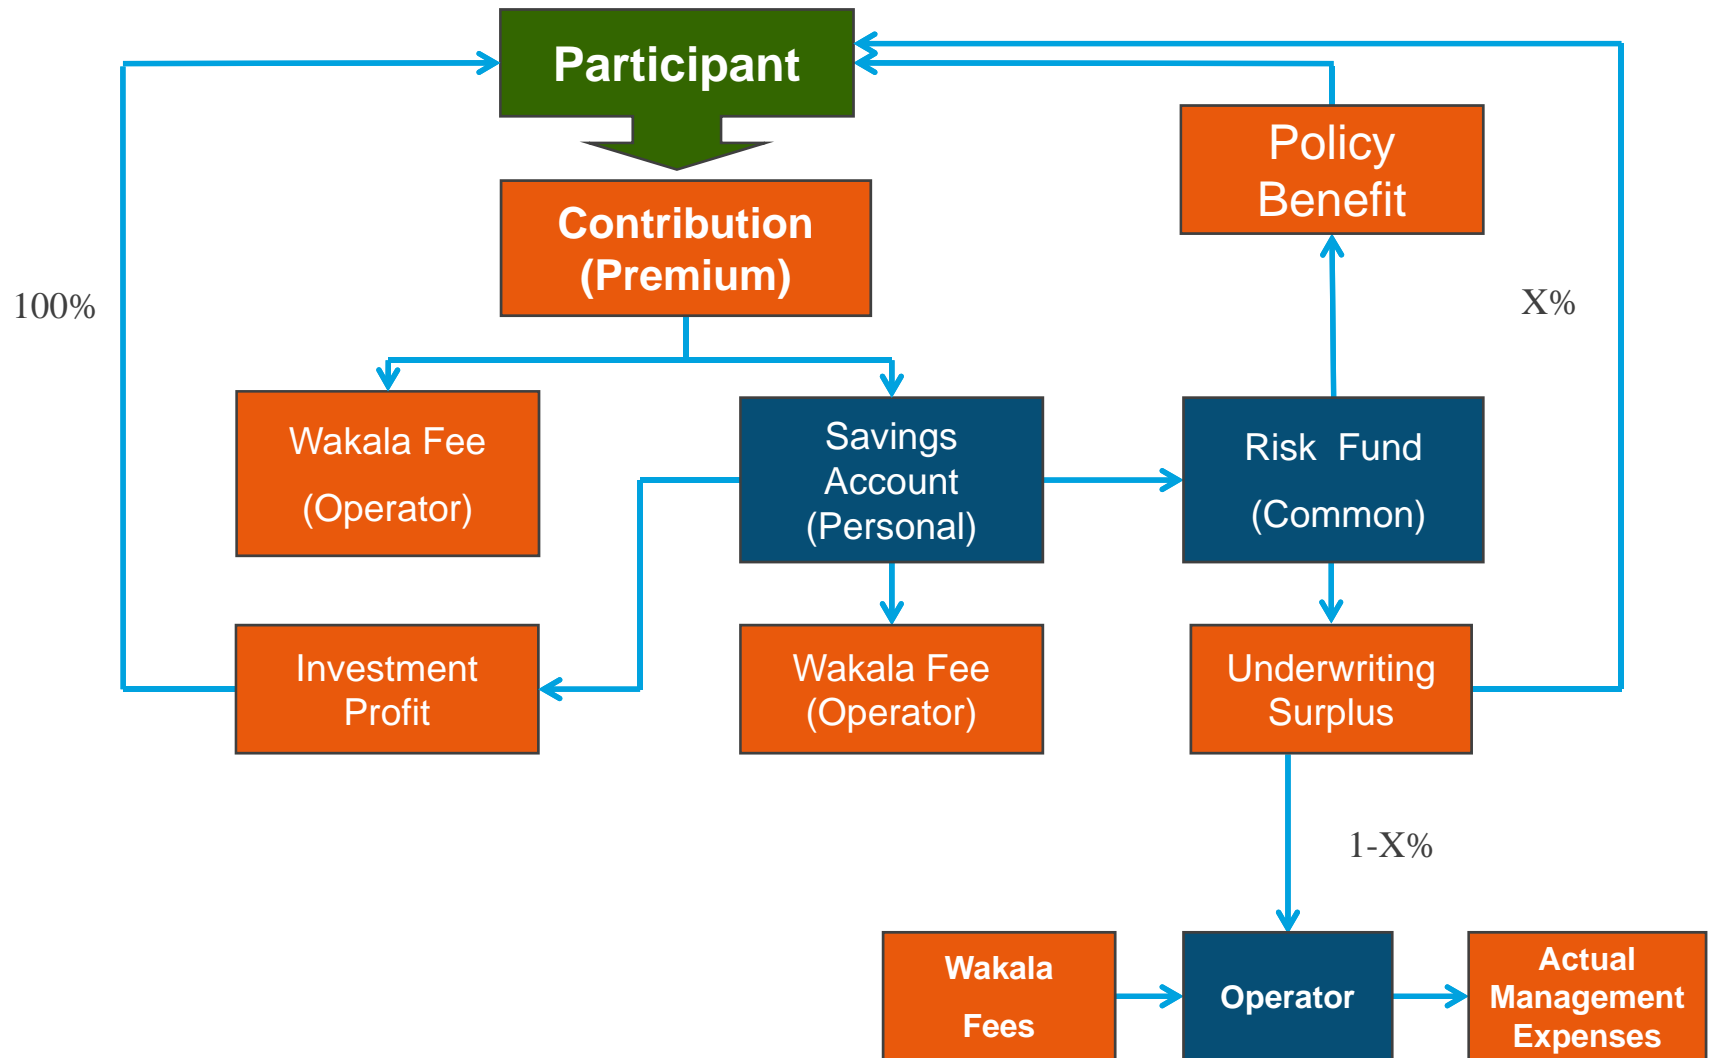 Participant
Policy
Benefit
Contribution
(Premium)
100%
X%
Wakala Fee
(Operator)
Savings
Account
(Personal)
Risk Fund
(Common)
Investment
Profit
Wakala Fee
(Operator)
Underwriting
Surplus
1-X%
Wakala
Fees
Operator
Actual
Management
Expenses